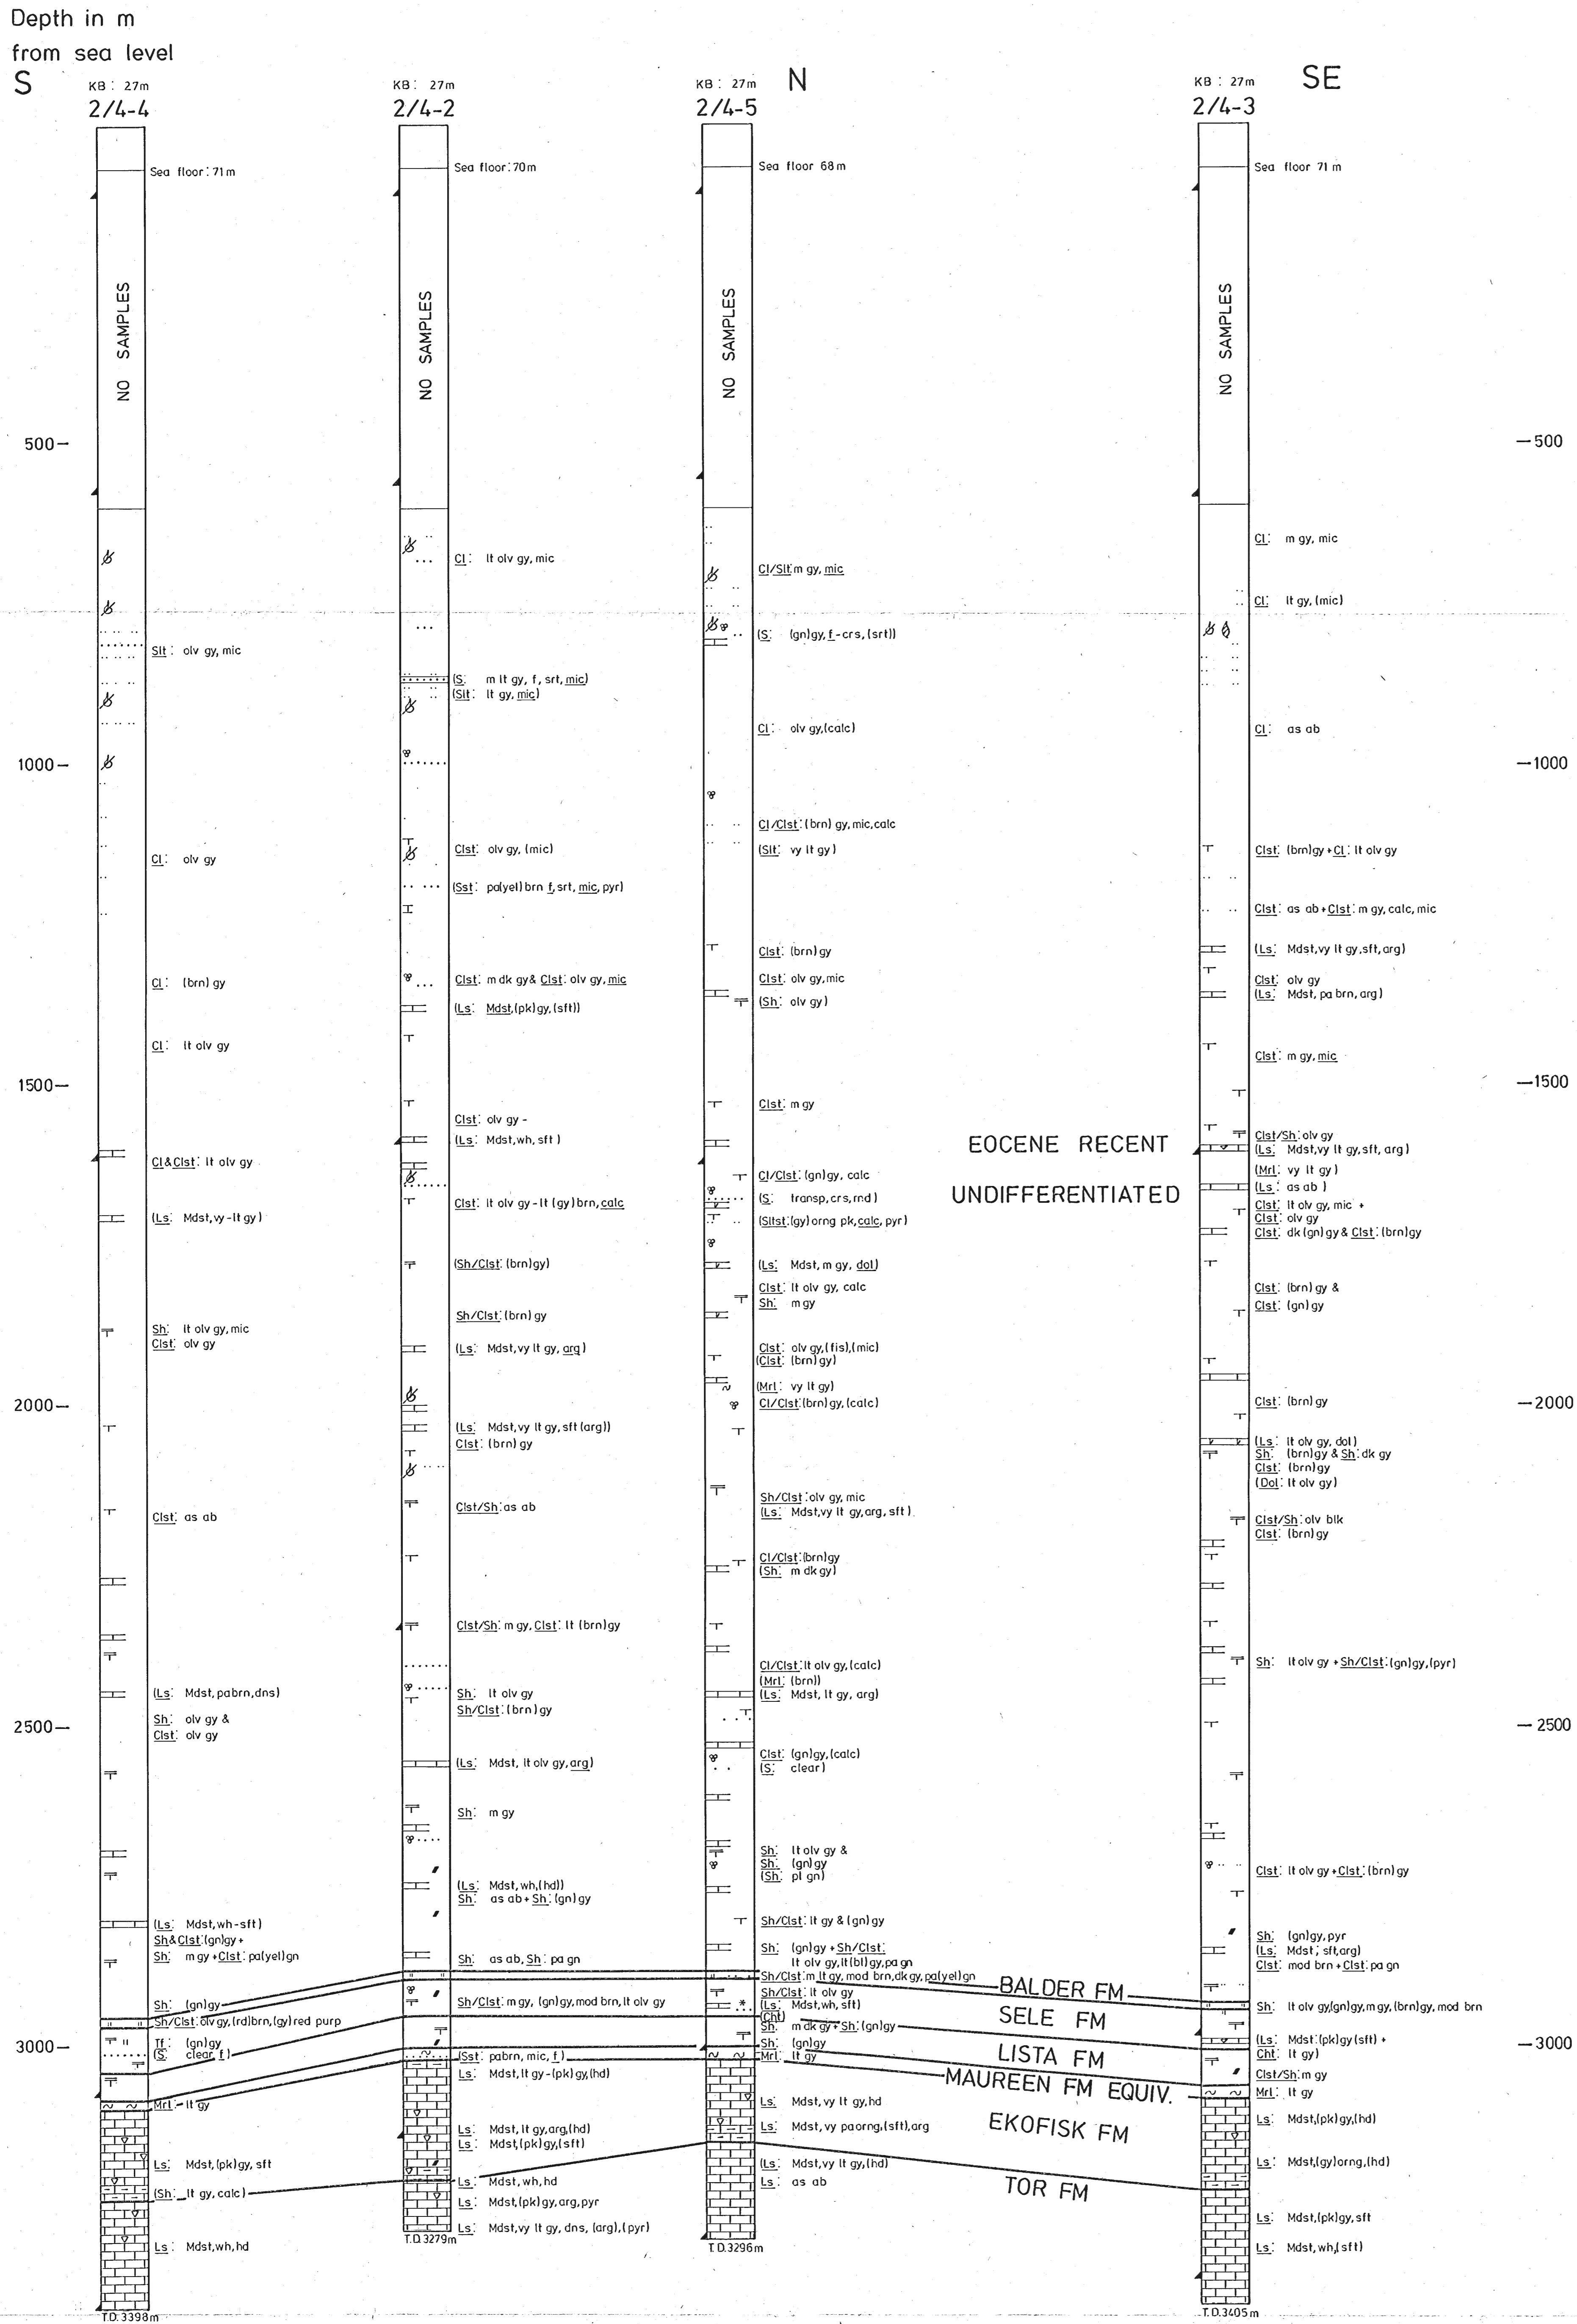 Depth in m
from sea level
S
N
SE
KB: 27m
2/4-4
Sea floor: 71m
NO SAMPLES
500
1000
1500
2000
2500
3000
Slt: olv gy, mic
Cl: olv gy
Cl: (brn) gy
Cl: lt olv gy
Cl & Clst: lt olv gy
(Ls: Mdst, vy-lt gy)
Sh: lt olv gy, mic
Clst: olv gy
Clst: as ab
(Ls: Mdst, pabrn, dns)
Sh: olv gy &
Clst: olv gy
(Ls: Mdst, wh-sft)
Sh & Clst: (gn)gy +
Sh: m gy + Clst: pa(yel)gn
Sh: (gn)gy
Sh/Clst: olv gy, (rd)brn, (gy) red purp
Tf: (gn)gy
(S: clear, f)
Mrl: lt gy
Ls: Mdst, (pk)gy, sft
(Sh: lt gy, calc)
Ls: Mdst, wh, hd
T.D. 3398m
KB: 27m
2/4-2
Sea floor: 70m
NO SAMPLES
Cl: lt olv gy, mic
(S: m lt gy, f, srt, mic)
(Slt: lt gy, mic)
Clst: olv gy, (mic)
(Sst: pa(yel) brn f, srt, mic, pyr)
Clst: m dk gy & Clst: olv gy, mic
(Ls: Mdst, (pk)gy, (sft))
Clst: olv gy -
(Ls: Mdst, wh, sft)
Clst: lt olv gy - lt (gy) brn, calc
(Sh/Clst: (brn)gy)
Sh/Clst: (brn)gy
(Ls: Mdst, vy lt gy, arg)
(Ls: Mdst, vy lt gy, sft (arg))
Clst: (brn)gy
Clst/Sh: as ab
Clst/Sh: m gy, Clst: lt (brn)gy
Sh: lt olv gy
Sh/Clst: (brn)gy
(Ls: Mdst, lt olv gy, arg)
Sh: m gy
(Ls: Mdst, wh, (hd))
Sh: as ab + Sh: (gn)gy
Sh: as ab, Sh: pa gn
Sh/Clst: m gy, (gn)gy, mod brn, lt olv gy
(Sst: pabrn, mic, f)
Ls: Mdst, lt gy - (pk)gy, (hd)
Ls: Mdst, lt gy, arg, (hd)
Ls: Mdst, (pk)gy, (sft)
Ls: Mdst, wh, hd
Ls: Mdst, (pk)gy, arg, pyr
Ls: Mdst, vy lt gy, dns, (arg), (pyr)
T.D. 3279m
KB: 27m
2/4-5
Sea floor 68m
NO SAMPLES
Cl/Slt: m gy, mic
(S: (gn)gy, f-crs, (srt))
Cl: olv gy, (calc)
Cl/Clst: (brn) gy, mic, calc
(Slt: vy lt gy)
Clst: (brn)gy
Clst: olv gy, mic
(Sh: olv gy)
Clst: m gy
Cl/Clst: (gn)gy, calc
(S: transp, crs, rnd)
(Sltst: (gy) orng pk, calc, pyr)
(Ls: Mdst, m gy, dol)
Clst: lt olv gy, calc
Sh: m gy
Clst: olv gy, (fis), (mic)
(Clst: (brn)gy)
(Mrl: vy lt gy)
Cl/Clst: (brn)gy, (calc)
Sh/Clst: olv gy, mic
(Ls: Mdst, vy lt gy, arg, sft)
Cl/Clst: (brn)gy
(Sh: m dk gy)
Cl/Clst: lt olv gy, (calc)
(Mrl: (brn))
(Ls: Mdst, lt gy, arg)
Clst: (gn)gy, (calc)
(S: clear)
Sh: lt olv gy &
Sh: (gn)gy
(Sh: pl gn)
Sh/Clst: lt gy & (gn)gy
Sh: (gn)gy + Sh/Clst:
lt olv gy, lt(bl)gy, pa gn
Sh/Clst: m lt gy, mod brn, dk gy, pa(yel)gn
Sh/Clst: lt olv gy
(Ls: Mdst, wh, sft)
(Cht)
Sh: m dk gy + Sh: (gn)gy
Sh: (gn)gy
Mrl: lt gy
Ls: Mdst, vy lt gy, hd
Ls: Mdst, vy paorng, (sft), arg
(Ls: Mdst, vy lt gy, (hd)
Ls: as ab
T.D. 3296m
EOCENE RECENT
UNDIFFERENTIATED
BALDER FM
SELE FM
LISTA FM
MAUREEN FM EQUIV.
EKOFISK FM
TOR FM
KB: 27m
2/4-3
Sea floor 71 m
NO SAMPLES
Cl: m gy, mic
Cl: lt gy, (mic)
Cl: as ab
Clst: (brn)gy + Cl: lt olv gy
Clst: as ab + Clst: m gy, calc, mic
(Ls: Mdst, vy lt gy, sft, arg)
Clst: olv gy
(Ls: Mdst, pa brn, arg)
Clst: m gy, mic
Clst/Sh: olv gy
(Ls: Mdst, vy lt gy, sft, arg)
(Mrl: vy lt gy)
(Ls: as ab)
Clst: lt olv gy, mic +
Clst: olv gy
Clst: dk (gn) gy & Clst: (brn)gy
Clst: (brn) gy &
Clst: (gn) gy
Clst: (brn)gy
(Ls: lt olv gy, dol)
Sh: (brn)gy & Sh: dk gy
Clst: (brn)gy
(Dol: lt olv gy)
Clst/Sh: olv blk
Clst: (brn)gy
Sh: lt olv gy + Sh/Clst: (gn)gy, (pyr)
Clst: lt olv gy + Clst: (brn)gy
Sh: (gn)gy, pyr
(Ls: Mdst; sft, arg)
Clst: mod brn + Clst: pa gn
Sh: lt olv gy, (gn)gy, m gy, (brn)gy, mod brn
(Ls: Mdst: (pk)gy (sft) +
Cht: lt gy)
Clst/Sh: m gy
Mrl: lt gy
Ls: Mdst, (pk)gy, (hd)
Ls: Mdst, (gy) orng, (hd)
Ls: Mdst, (pk)gy, sft
Ls: Mdst, wh, (sft)
T.D. 3405m
500
1000
1500
2000
2500
3000